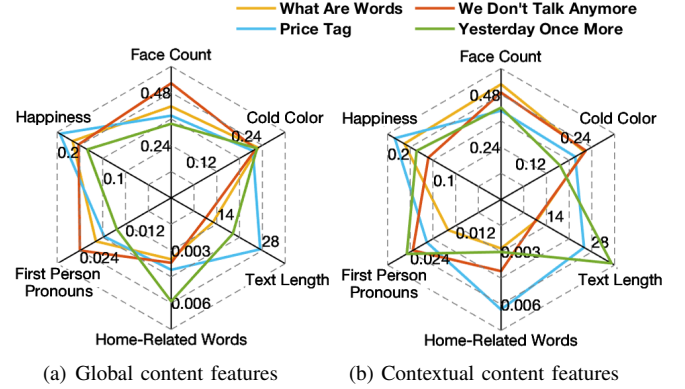 What Are Words
We Don't Talk Anymore
Price Tag
Yesterday Once More
Face Count
0.48
Happiness
Cold Color
0.24
0.2
0.24
0.12
0.1
0.012
14
0.024
0.003
28
First Person
Pronouns
Text Length
0.006
Home-Related Words
(a) Global content features
Face Count
0.48
Happiness
Cold Color
0.24
0.2
0.24
0.12
0.1
0.012
14
0.024
0.003
28
First Person
Pronouns
Text Length
0.006
Home-Related Words
(b) Contextual content features